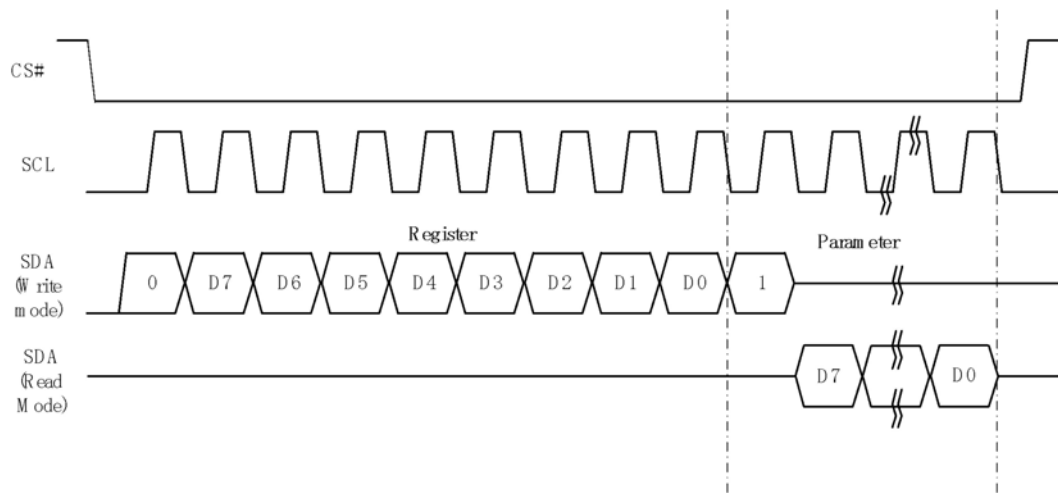 CS#
SCL
Register
Parameter
SDA
(Write
mode)
0 D7 D6 D5 D4 D3 D2 D1 D0 1
SDA
(Read
Mode)
D7 D0